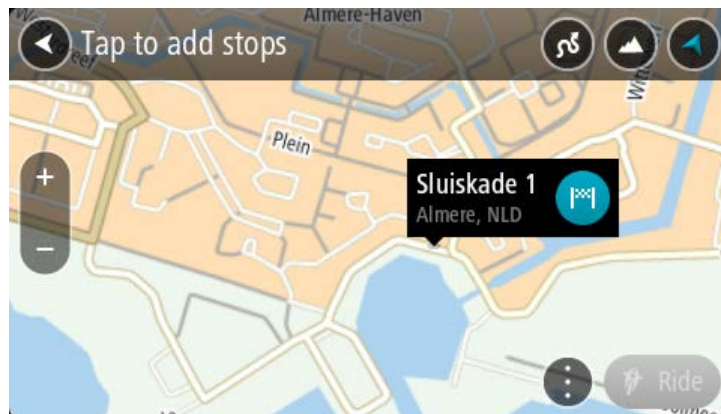 Almere-Haven
Tap to add stops
Plein
Sluiskade 1
Almere, NLD
Ride